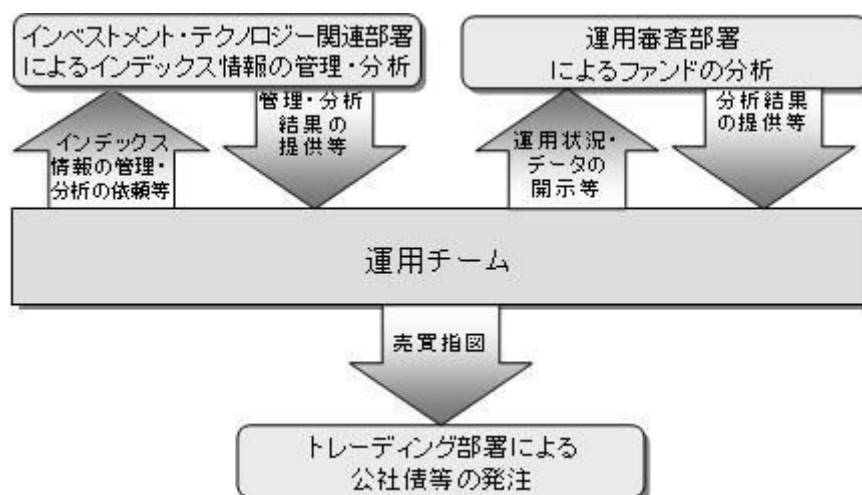 インベストメント・テクノロジー関連部署
によるインデックス情報の管理・分析
運用審査部署
によるファンドの分析
インデックス
情報の管理・
分析の依頼等
管理・分析
結果の
提供等
運用状況・
データの
開示等
分析結果
の提供等
運用チーム
売買指図
トレーディング部署による
公社債等の発注